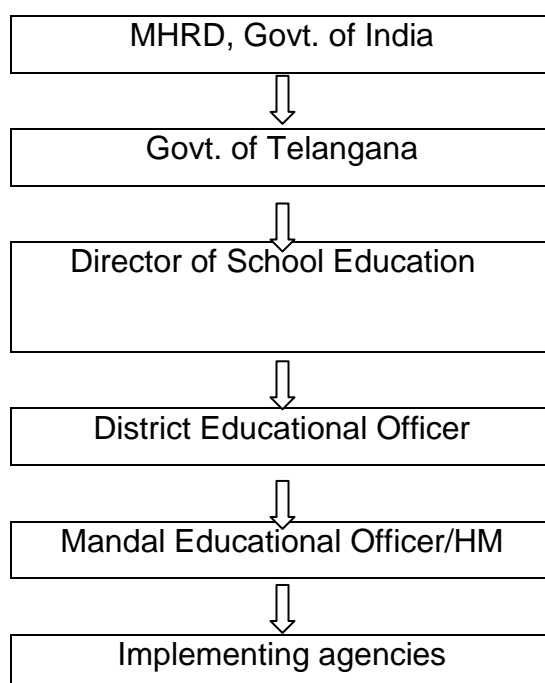 MHRD, Govt. of India
Govt. of Telangana
Director of School Education
District Educational Officer
Mandal Educational Officer/HM
Implementing agencies